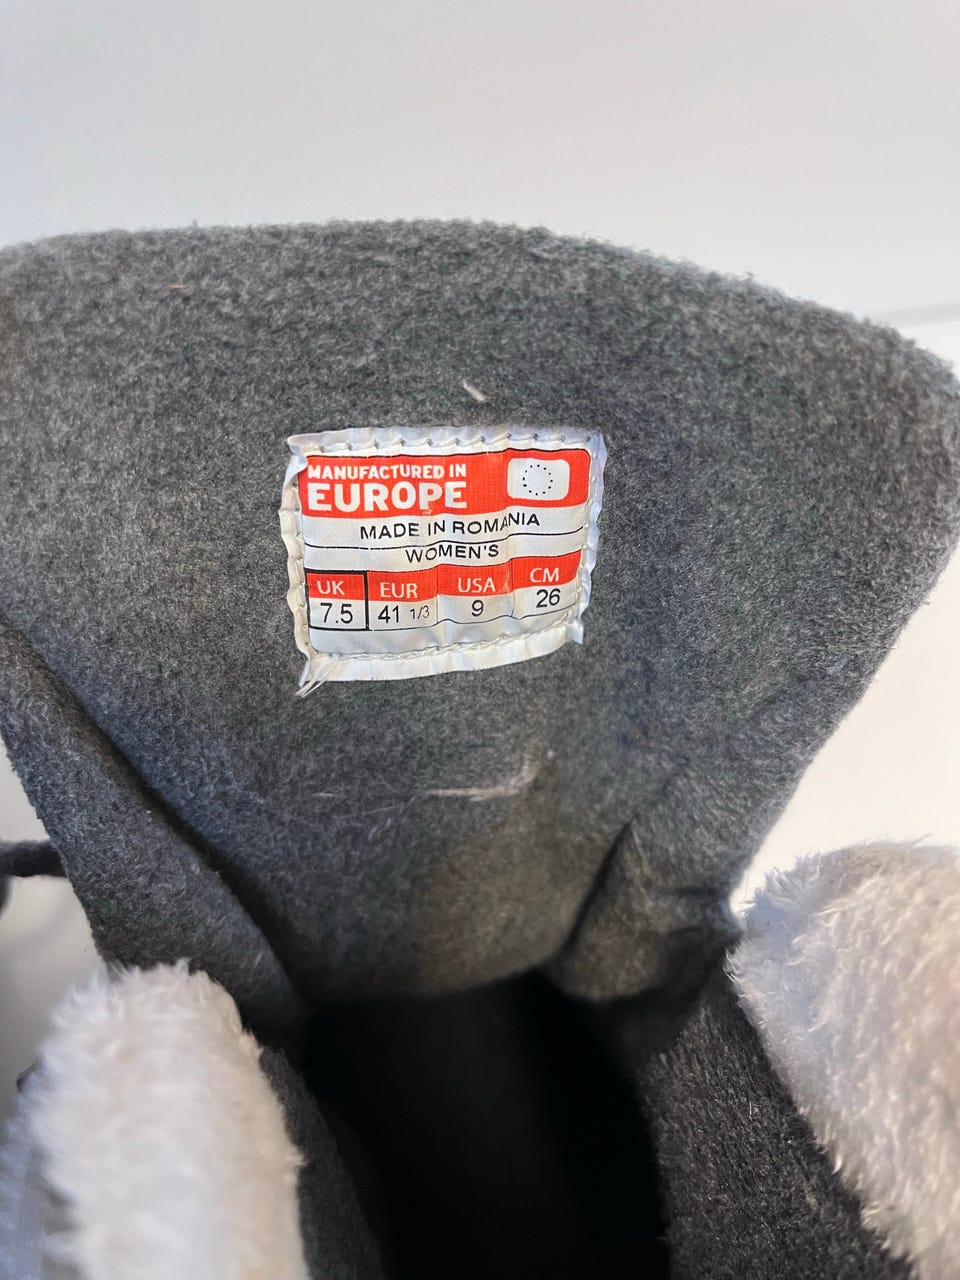 MANUFACTURED IN
EUROPE
MADE IN ROMANIA
WOMEN'S
UK EUR USA CM
7.5 41 1/3 9 26